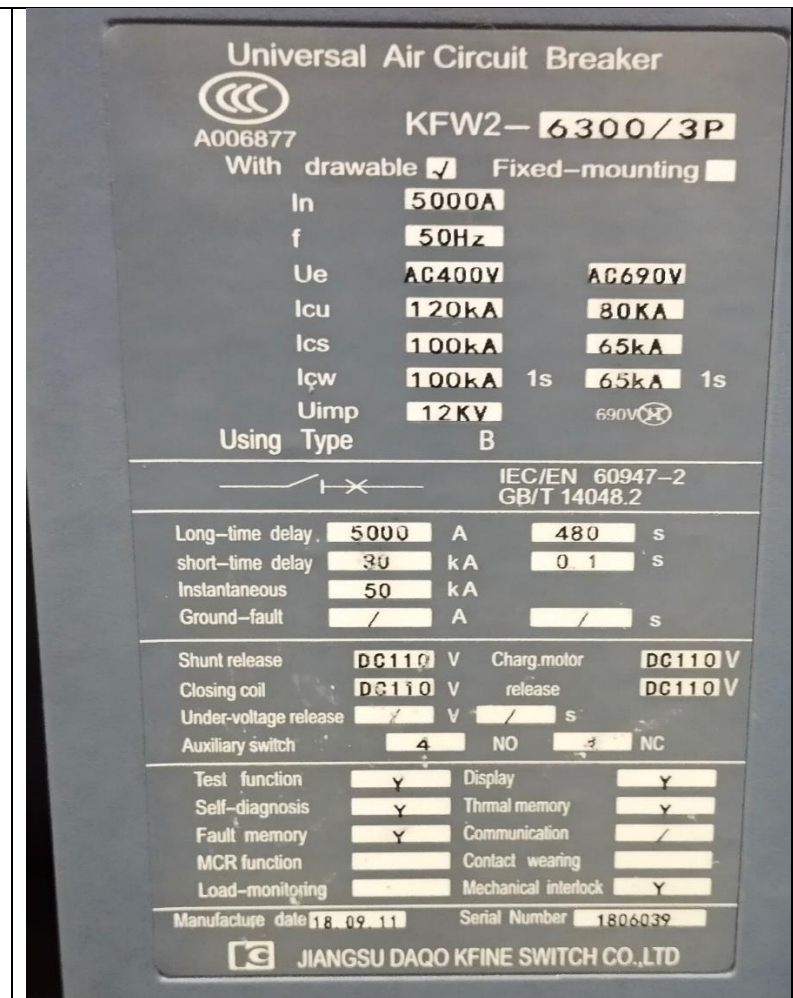 Universal Air Circuit Breaker
CCC
A006877
KFW2- 6300/3P
With drawable √ Fixed-mounting
In 5000A
f 50Hz
Ue AC400V AC690V
Icu 120kA 80KA
Ics 100kA 65kA
Icw 100kA 1s 65kA 1s
Uimp 12KV 690V
Using Type B
IEC/EN 60947-2
GB/T 14048.2
Long-time delay. 5000 A 480 s
short-time delay 30 kA 0.1 s
Instantaneous 50 kA
Ground-fault / A / s
Shunt release DC110 V Charg.motor DC110 V
Closing coil DC110 V release DC110 V
Under-voltage release / V / s
Auxiliary switch 4 NO NC
Test function Y Display Y
Self-diagnosis Y Thrmal memory Y
Fault memory Y Communication /
MCR function Contact wearing
Load-monitoring Mechanical interlock Y
Manufacture date 18.09.11 Serial Number 1806039
JIANGSU DAQO KFINE SWITCH CO.,LTD